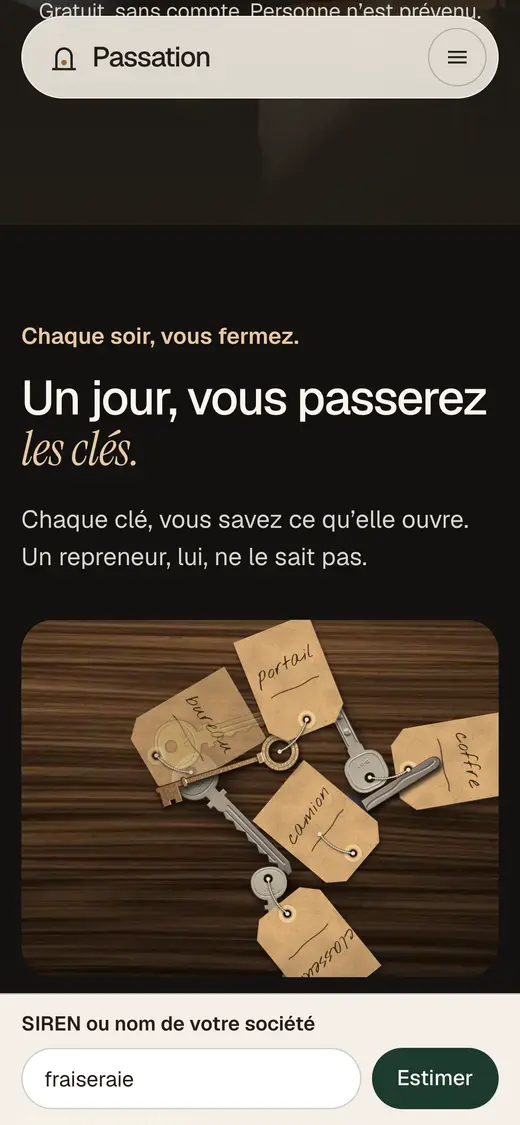 Gratuit, sans compte. Personne n’est prévenu.
Passation
Chaque soir, vous fermez.
Un jour, vous passerez
les clés.
Chaque clé, vous savez ce qu’elle ouvre.
Un repreneur, lui, ne le sait pas.
portail
bureau
coffre
camion
SIREN ou nom de votre société
fraiseraie
Estimer